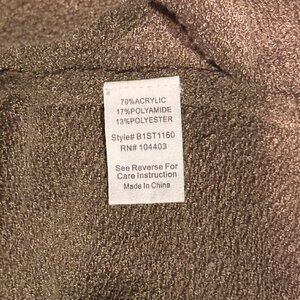 70%ACRYLIC
17%POLYAMIDE
13%POLYESTER
Style# B1ST1160
RN# 104403
See Reverse For
Care Instruction
Made In China